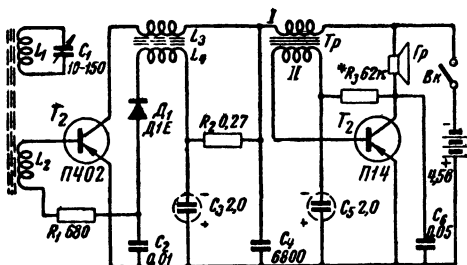 L₁
C₁
10-150
L₂
T₂
П402
R₁ 680
L₃
L₄
Д₁
Д1Е
C₂
0,01
R₂ 0,27
C₃ 2,0
C₄
6800
I
II
Тр
*R₃ 62к
Гр
Вк
T₂
П14
C₅ 2,0
C₆
0,05
4,5В
- +
- +
- +